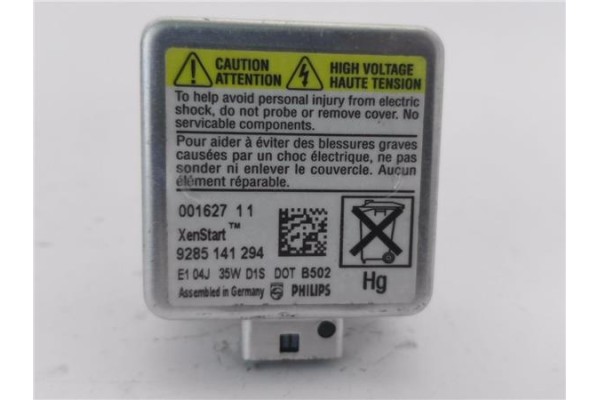 CAUTION
ATTENTION
HIGH VOLTAGE
HAUTE TENSION
To help avoid personal injury from electric
shock, do not probe or remove cover. No
servicable components.
Pour aider à éviter des blessures graves
causées par un choc électrique, ne pas
sonder ni enlever le couvercle. Aucun
élément réparable.
001627 11
XenStart™
9285 141 294
E1 04J 35W D1S DOT B502
Assembled in Germany PHILIPS
Hg